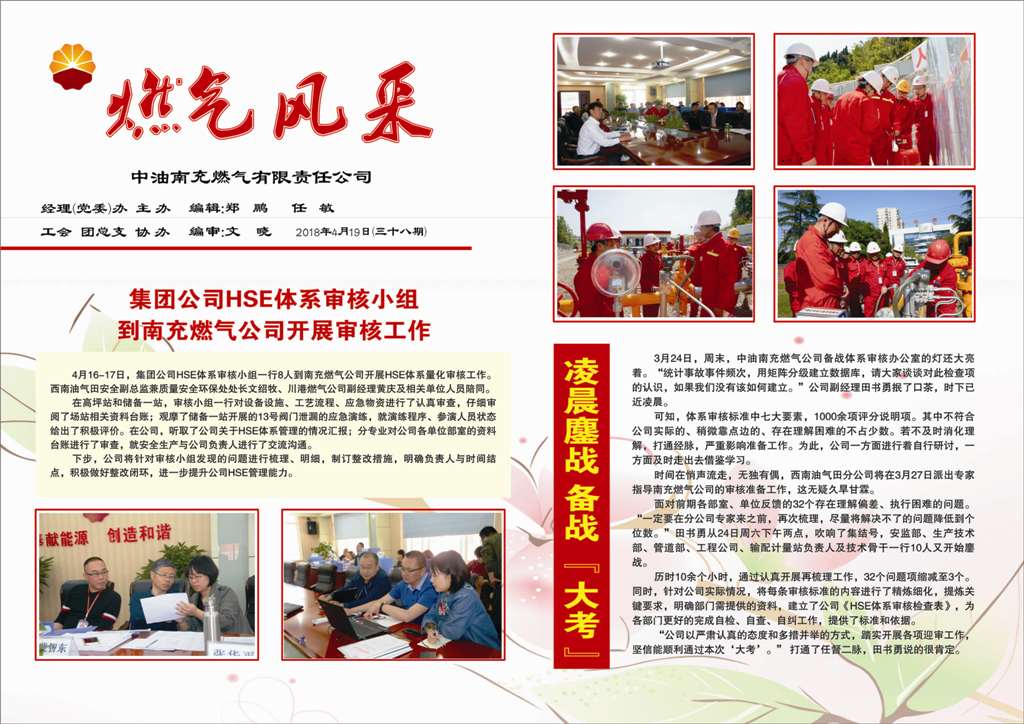 燃气风采
中油南充燃气有限责任公司
经理(党委)办 主 办 编辑:郑 鹏 任 敏
工会 团总支 协 办 编审:文 晓 2018年4月19日(三十八期)
集团公司HSE体系审核小组
到南充燃气公司开展审核工作
4月16-17日，集团公司HSE体系审核小组一行8人到南充燃气公司开展HSE体系量化审核工作。
西南油气田安全副总监兼质量安全环保处处长文绍牧、川港燃气公司副经理黄庆及相关单位人员陪同。
在高坪站和储备一站，审核小组一行对设备设施、工艺流程、应急物资进行了认真审查，仔细审
阅了场站相关资料台账；观摩了储备一站开展的13号阀门泄漏的应急演练，就演练程序、参演人员状态
给出了积极评价。在公司，听取了公司关于HSE体系管理的情况汇报；分专业对公司各单位部室的资料
台账进行了审查，就安全生产与公司负责人进行了交流沟通。
下步，公司将针对审核小组发现的问题进行梳理、明细，制订整改措施，明确负责人与时间结
点，积极做好整改闭环，进一步提升公司HSE管理能力。
奉献能源 创造和谐
凌晨鏖战 备战『大考』
3月24日，周末，中油南充燃气公司备战体系审核办公室的灯还大亮
着。“统计事故事件频次，用矩阵分级建立数据库，请大家谈谈对此检查项
的认识，如果我们没有该如何建立。”公司副经理田书勇抿了口茶，时下已
近凌晨。
可知，体系审核标准中七大要素，1000余项评分说明项。其中不符合
公司实际的、稍微靠点边的、存在理解困难的不占少数。若不及时消化理
解，打通经脉，严重影响准备工作。为此，公司一方面进行着自行研讨，一
方面及时走出去借鉴学习。
时间在悄声流走，无独有偶，西南油气田分公司将在3月27日派出专家
指导南充燃气公司的审核准备工作，这无疑久旱甘霖。
面对前期各部室、单位反馈的32个存在理解偏差、执行困难的问题。
“一定要在分公司专家来之前，再次梳理，尽量将解决不了的问题降低到个
位数。”田书勇从24日周六下午两点，吹响了集结号，安监部、生产技术
部、管道部、工程公司、输配计量站负责人及技术骨干一行10人又开始鏖
战。
历时10余个小时，通过认真开展再梳理工作，32个问题项缩减至3个。
同时，针对公司实际情况，将每条审核标准的内容进行了精炼细化，提炼关
键要求，明确部门需提供的资料，建立了公司《HSE体系审核检查表》，为
各部门更好的完成自检、自查、自纠工作，提供了标准和依据。
“公司以严肃认真的态度和多措并举的方式，踏实开展各项迎审工作，
坚信能顺利通过本次‘大考’。”打通了任督二脉，田书勇说的很肯定。